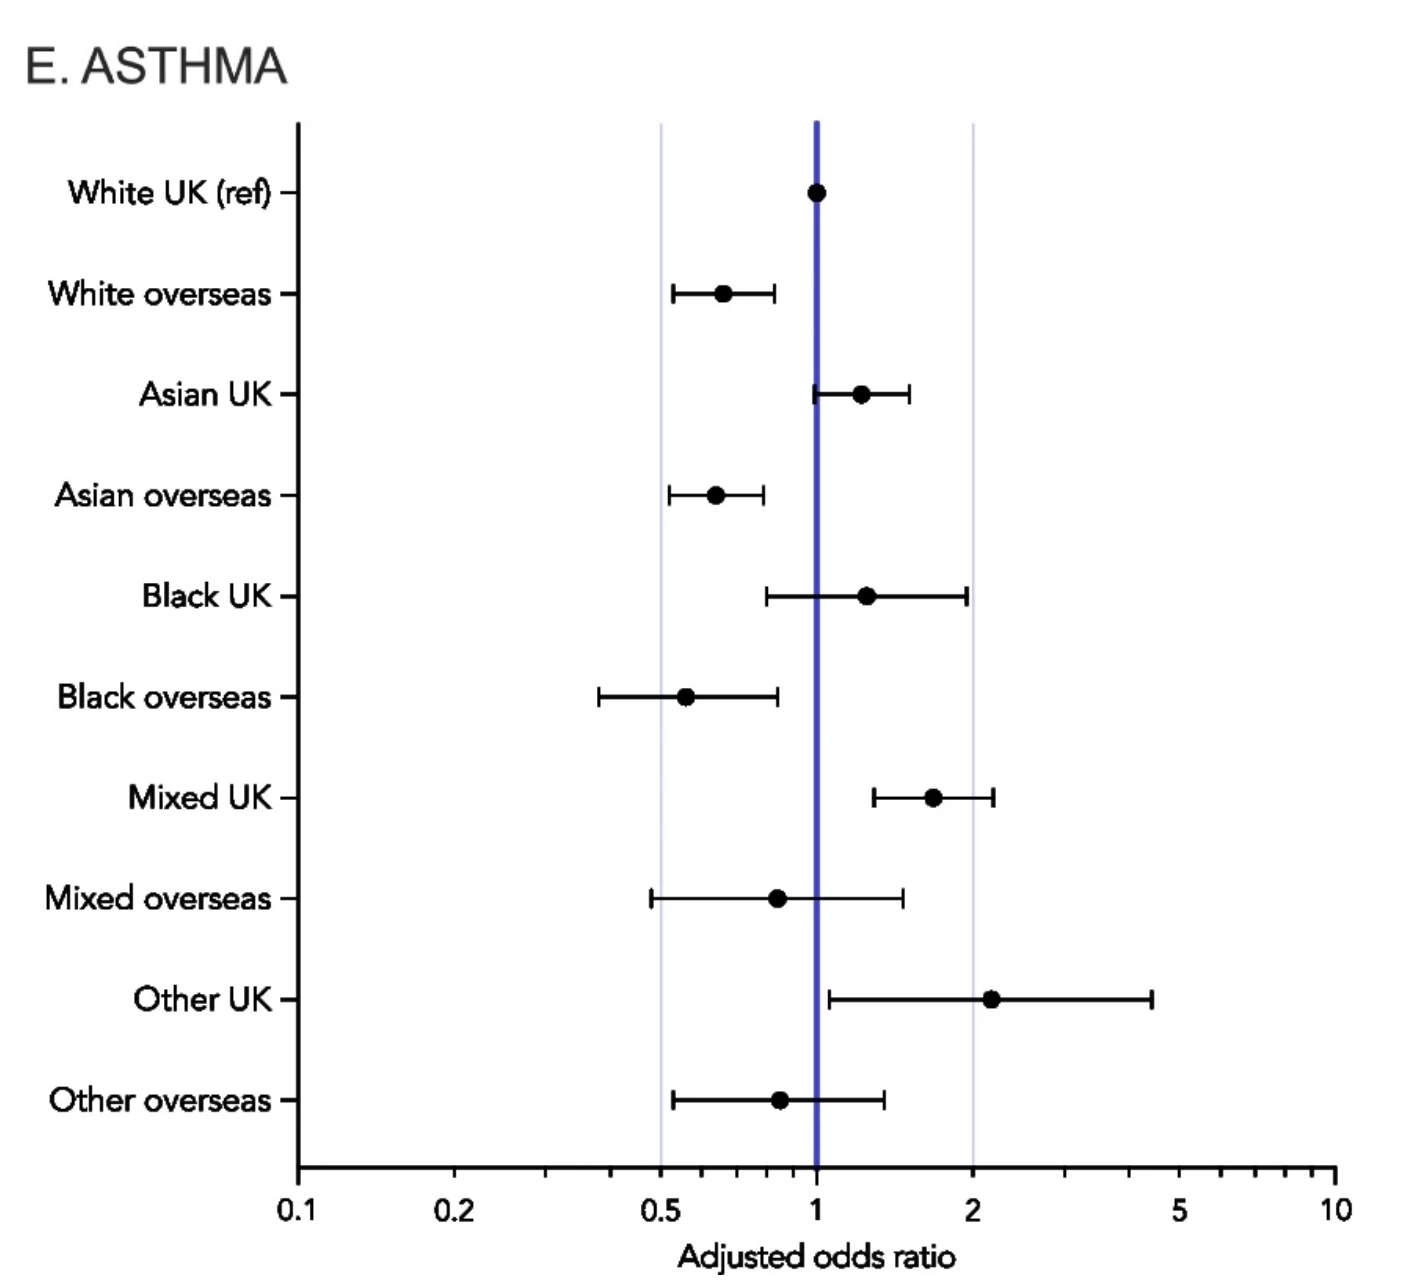 E. ASTHMA
White UK (ref)
White overseas
Asian UK
Asian overseas
Black UK
Black overseas
Mixed UK
Mixed overseas
Other UK
Other overseas
0.1 0.2 0.5 1 2 5 10
Adjusted odds ratio